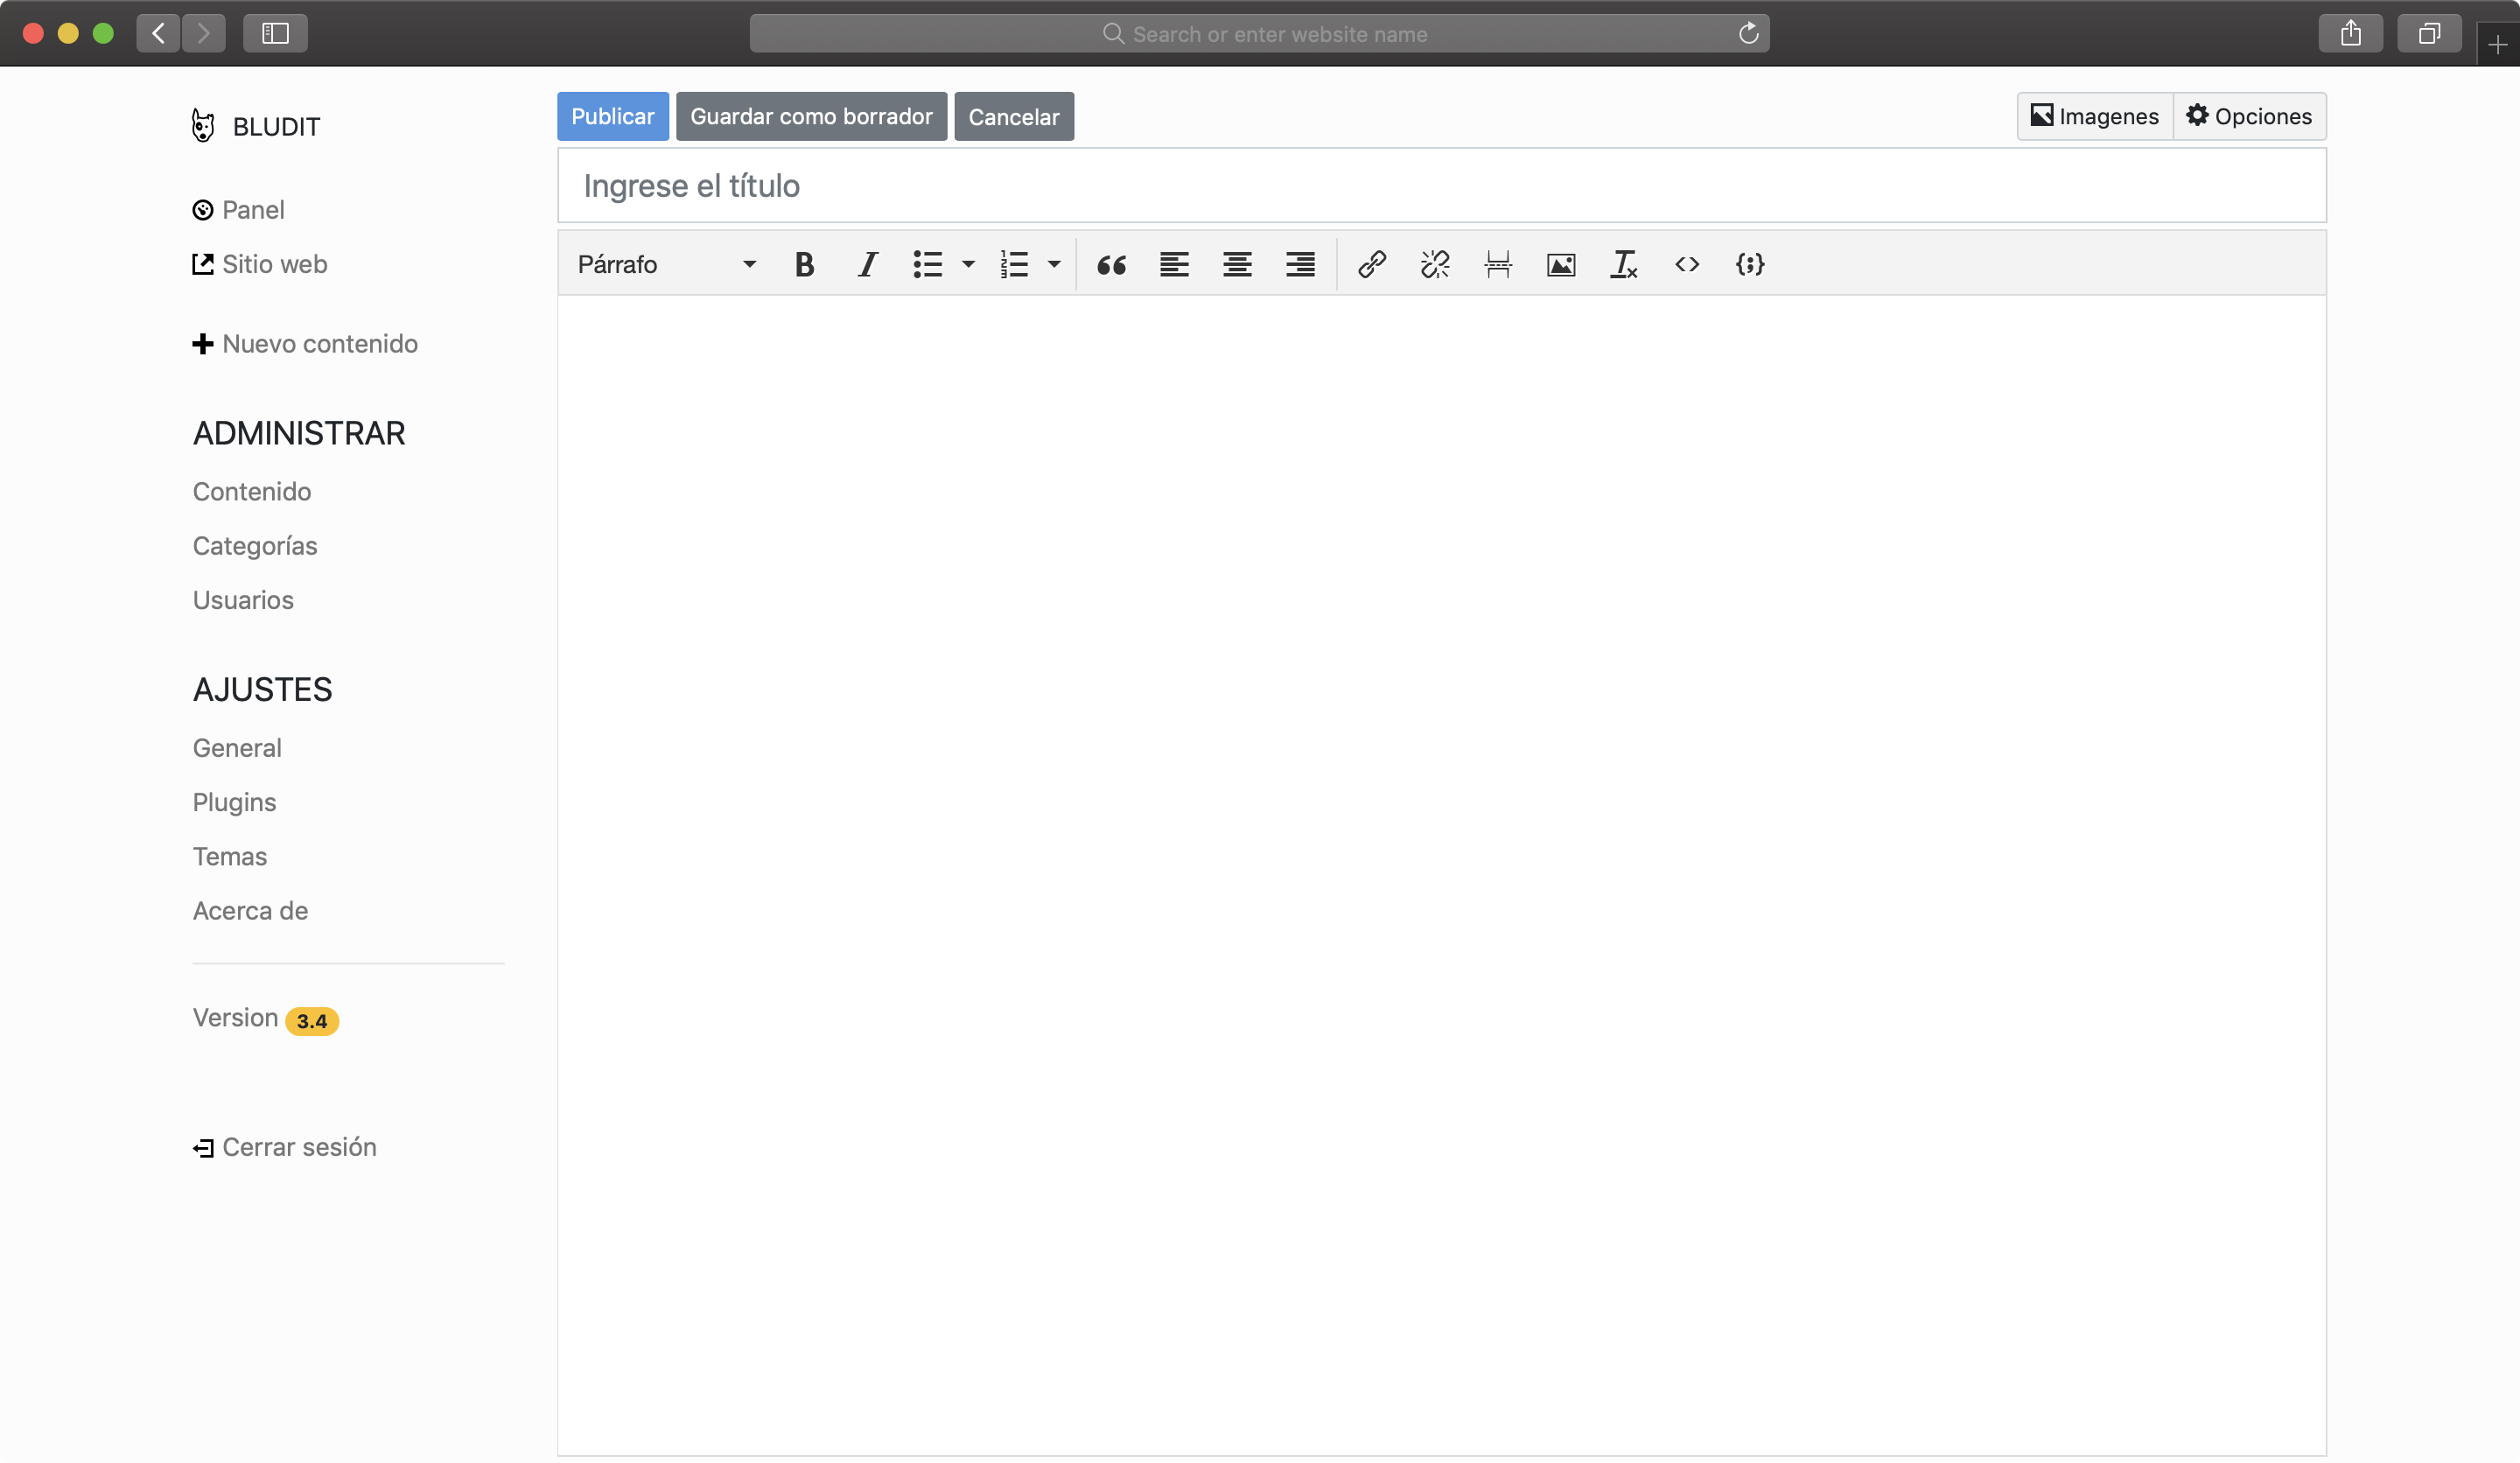 Search or enter website name
BLUDIT
Panel
Sitio web
Nuevo contenido
ADMINISTRAR
Contenido
Categorías
Usuarios
AJUSTES
General
Plugins
Temas
Acerca de
Version 3.4
Cerrar sesión
Publicar Guardar como borrador Cancelar Imagenes Opciones
Ingrese el título
Párrafo